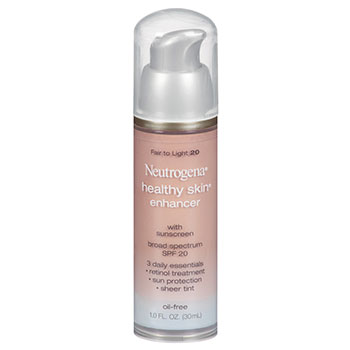 Fair to Light 20
Neutrogena®
healthy skin®
enhancer
with
sunscreen
broad spectrum
SPF 20
3 daily essentials
• retinol treatment
• sun protection
• sheer tint
oil-free
1.0 FL. OZ. (30mL)